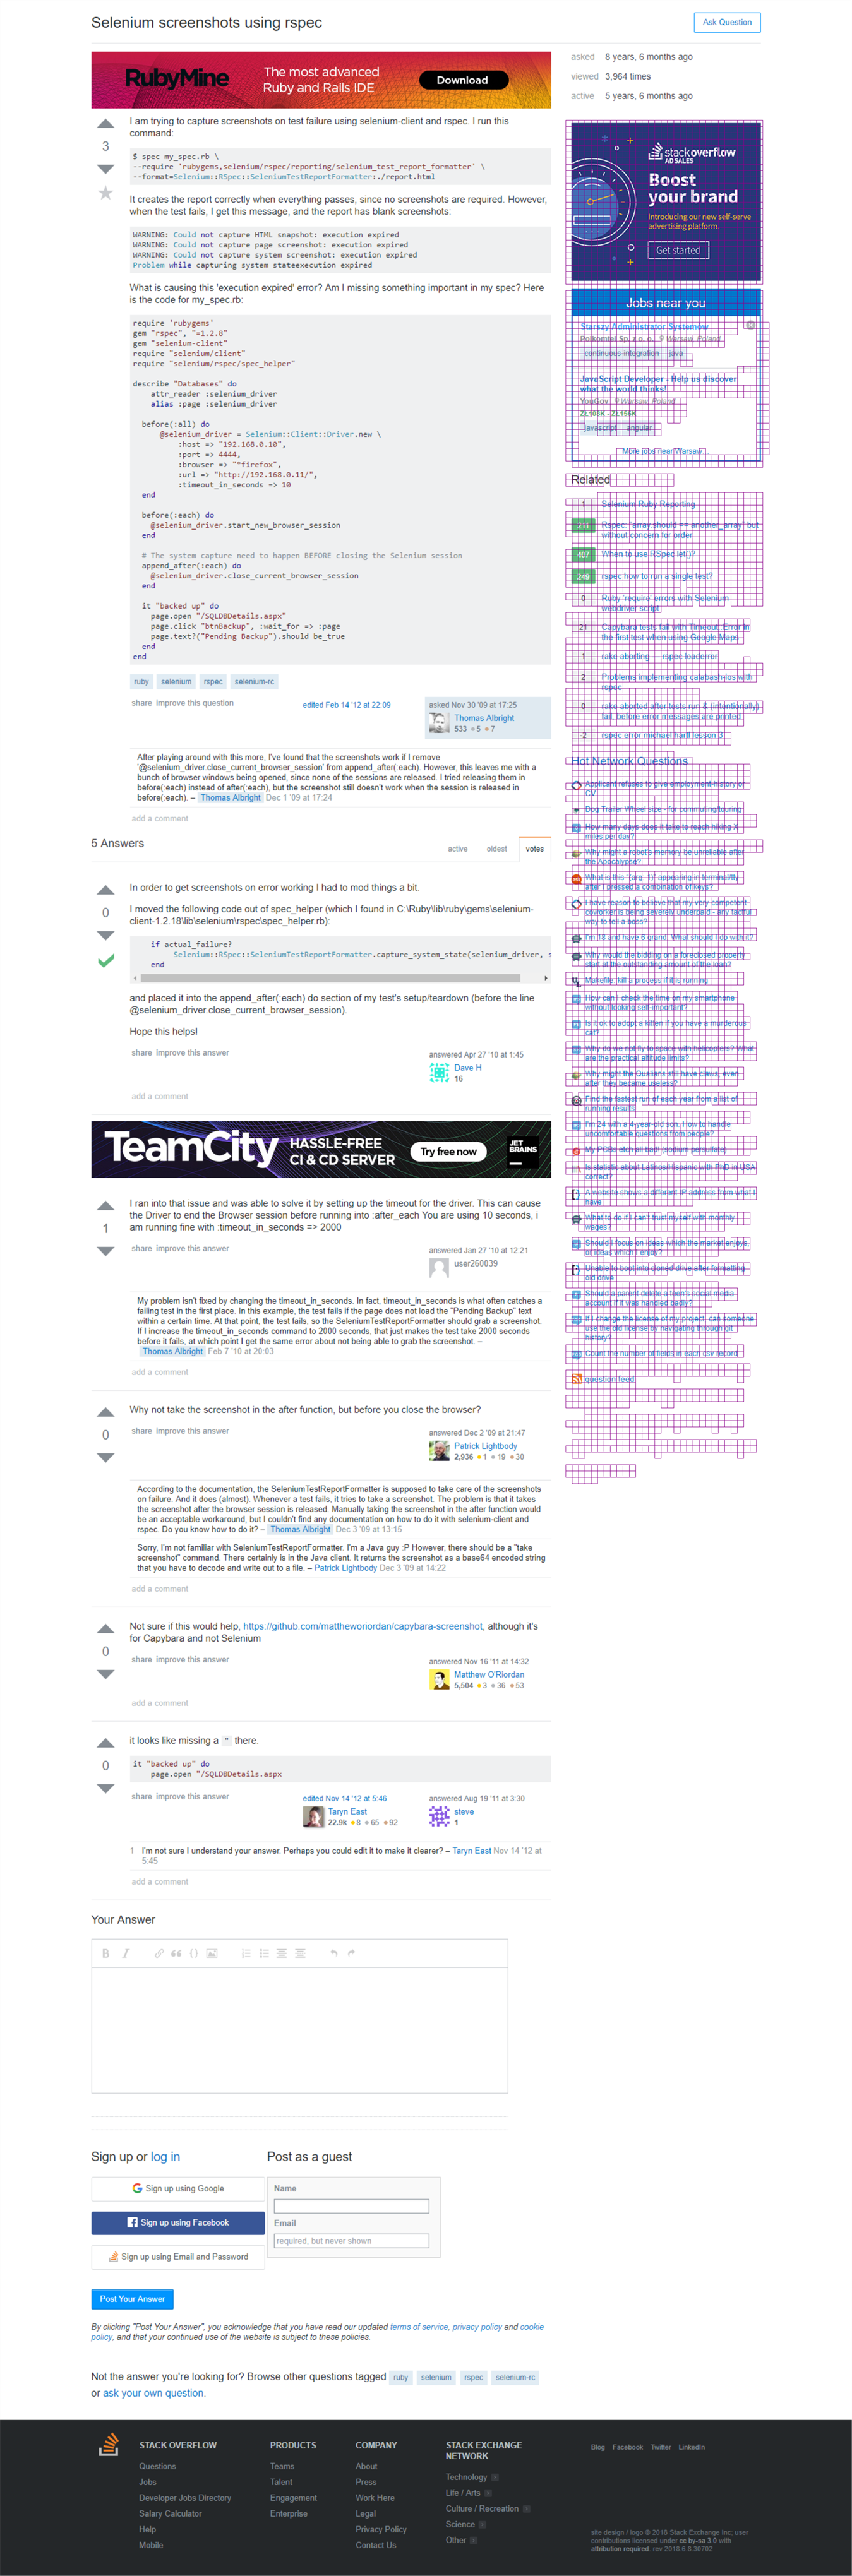 Selenium screenshots using rspec
Ask Question
RubyMine
The most advanced
Ruby and Rails IDE
Download
asked 8 years, 6 months ago
viewed 3,964 times
active 5 years, 6 months ago
3
I am trying to capture screenshots on test failure using selenium-client and rspec. I run this
command:
$ spec my_spec.rb \
--require 'rubygems,selenium/rspec/reporting/selenium_test_report_formatter' \
--format=Selenium::RSpec::SeleniumTestReportFormatter:./report.html
It creates the report correctly when everything passes, since no screenshots are required. However,
when the test fails, I get this message, and the report has blank screenshots:
WARNING: Could not capture HTML snapshot: execution expired
WARNING: Could not capture page screenshot: execution expired
WARNING: Could not capture system screenshot: execution expired
Problem while capturing system stateexecution expired
What is causing this 'execution expired' error? Am I missing something important in my spec? Here
is the code for my_spec.rb:
require 'rubygems'
gem "rspec", "=1.2.8"
gem "selenium-client"
require "selenium/client"
require "selenium/rspec/spec_helper"
describe "Databases" do
attr_reader :selenium_driver
alias :page :selenium_driver
before(:all) do
@selenium_driver = Selenium::Client::Driver.new \
:host => "192.168.0.10",
:port => 4444,
:browser => "*firefox",
:url => "http://192.168.0.11/",
:timeout_in_seconds => 10
end
before(:each) do
@selenium_driver.start_new_browser_session
end
# The system capture need to happen BEFORE closing the Selenium session
append_after(:each) do
@selenium_driver.close_current_browser_session
end
it "backed up" do
page.open "/SQLDBDetails.aspx"
page.click "btnBackup", :wait_for => :page
page.text?("Pending Backup").should be_true
end
end
ruby selenium rspec selenium-rc
share improve this question
edited Feb 14 '12 at 22:09
asked Nov 30 '09 at 17:25
Thomas Albright
533 5 7
After playing around with this more, I've found that the screenshots work if I remove
'@selenium_driver.close_current_browser_session' from append_after(:each). However, this leaves me with a
bunch of browser windows being opened, since none of the sessions are released. I tried releasing them in
before(:each) instead of after(:each), but the screenshot still doesn't work when the session is released in
before(:each). – Thomas Albright Dec 1 '09 at 17:24
add a comment
5 Answers
active oldest votes
0
In order to get screenshots on error working I had to mod things a bit.
I moved the following code out of spec_helper (which I found in C:\Ruby\lib\ruby\gems\selenium-
client-1.2.18\lib\selenium\rspec\spec_helper.rb):
if actual_failure?
Selenium::RSpec::SeleniumTestReportFormatter.capture_system_state(selenium_driver, s
end
and placed it into the append_after(:each) do section of my test's setup/teardown (before the line
@selenium_driver.close_current_browser_session).
Hope this helps!
share improve this answer
answered Apr 27 '10 at 1:45
Dave H
16
add a comment
TeamCity
HASSLE-FREE
CI & CD SERVER
Try free now
JET
BRAINS
1
I ran into that issue and was able to solve it by setting up the timeout for the driver. This can cause
the Driver to end the Browser session before running into :after_each You are using 10 seconds, i
am running fine with :timeout_in_seconds => 2000
share improve this answer
answered Jan 27 '10 at 12:21
user260039
My problem isn't fixed by changing the timeout_in_seconds. In fact, timeout_in_seconds is what often catches a
failing test in the first place. In this example, the test fails if the page does not load the "Pending Backup" text
within a certain time. At that point, the test fails, so the SeleniumTestReportFormatter should grab a screenshot.
If I increase the timeout_in_seconds command to 2000 seconds, that just makes the test take 2000 seconds
before it fails, at which point I get the same error about not being able to grab the screenshot. –
Thomas Albright Feb 7 '10 at 20:03
add a comment
0
Why not take the screenshot in the after function, but before you close the browser?
share improve this answer
answered Dec 2 '09 at 21:47
Patrick Lightbody
2,936 1 19 30
According to the documentation, the SeleniumTestReportFormatter is supposed to take care of the screenshots
on failure. And it does (almost). Whenever a test fails, it tries to take a screenshot. The problem is that it takes
the screenshot after the browser session is released. Manually taking the screenshot in the after function would
be an acceptable workaround, but I couldn't find any documentation on how to do it with selenium-client and
rspec. Do you know how to do it? – Thomas Albright Dec 3 '09 at 13:15
Sorry, I'm not familiar with SeleniumTestReportFormatter. I'm a Java guy :P However, there should be a "take
screenshot" command. There certainly is in the Java client. It returns the screenshot as a base64 encoded string
that you have to decode and write out to a file. – Patrick Lightbody Dec 3 '09 at 14:22
add a comment
0
Not sure if this would help, https://github.com/mattheworiordan/capybara-screenshot, although it's
for Capybara and not Selenium
share improve this answer
answered Nov 16 '11 at 14:32
Matthew O'Riordan
5,504 3 36 53
add a comment
0
it looks like missing a " there.
it "backed up" do
page.open "/SQLDBDetails.aspx
share improve this answer
edited Nov 14 '12 at 5:46
Taryn East
22.9k 8 65 92
answered Aug 19 '11 at 3:30
steve
1
1 I'm not sure I understand your answer. Perhaps you could edit it to make it clearer? – Taryn East Nov 14 '12 at
5:45
add a comment
stackoverflow
AD SALES
Boost
your brand
Introducing our new self-serve
advertising platform.
Get started
Jobs near you
Starszy Administrator Systemów
Polkomtel Sp. z o. o. Warsaw, Poland
continuous-integration java
JavaScript Developer - Help us discover
what the world thinks!
YouGov Warsaw, Poland
ZŁ108K - ZŁ156K
javascript angular
More jobs near Warsaw
Related
1 Selenium Ruby Reporting
Rspec: "array.should == another_array" but
without concern for order
When to use RSpec let()?
rspec how to run a single test?
0 Ruby 'require' errors with Selenium
webdriver script
21 Capybara tests fail with Timeout::Error in
the first test when using Google Maps
1 rake aborting -- rspec loaderror
2 Problems implementing calabash-ios with
rspec
0 rake aborted after tests run & (intentionally)
fail, before error messages are printed
-2 rspec error michael hartl lesson 3
Hot Network Questions
Applicant refuses to give employment history or
CV
Dog Trailer Wheel size - for commuting/touring
How many days does it take to reach hiking X
miles per day?
Why might a robot's memory be unreliable after
the Apocalypse?
What is this "(arg: 1)" appearing in terminal/tty
after I pressed a combination of keys?
I have reason to believe that my very competent
coworker is being severely underpaid - any tactful
way to tell a boss?
I'm 18 and have 6 grand. What should I do with it?
Why would the bidding on a foreclosed property
start at the outstanding amount of the loan?
Makefile: kill a process if it is running
How can I check the time on my smartphone
without looking self-important?
Is it ok to adopt a kitten if you have a murderous
cat?
Why do we not fly to space with helicopters? What
are the practical altitude limits?
Why might the Qualians still have claws, even
after they became useless?
Find the fastest run of each year from a list of
running results
I'm 24 with a 4-year-old son. How to handle
uncomfortable questions from people?
My PCBs etch all bad! (sodium persulfate)
Is statistic about Latinos/Hispanic with PhD in USA
correct?
A website shows a different IP address from what I
have
What to do if I can't trust myself with monthly
wages?
Should I focus on ideas which the market enjoys
or ideas which I enjoy?
Unable to boot into cloned drive after formatting
old drive
Should a parent delete a teen's social media
account if it was handled badly?
If I change the license of my project, can someone
use the old license by navigating through git
history?
Count the number of fields in each csv record
question feed
Your Answer
Sign up or log in
Sign up using Google
Sign up using Facebook
Sign up using Email and Password
Post as a guest
Name
Email
required, but never shown
Post Your Answer
By clicking "Post Your Answer", you acknowledge that you have read our updated terms of service, privacy policy and cookie
policy, and that your continued use of the website is subject to these policies.
Not the answer you're looking for? Browse other questions tagged ruby selenium rspec selenium-rc
or ask your own question.
STACK OVERFLOW
Questions
Jobs
Developer Jobs Directory
Salary Calculator
Help
Mobile
PRODUCTS
Teams
Talent
Engagement
Enterprise
COMPANY
About
Press
Work Here
Legal
Privacy Policy
Contact Us
STACK EXCHANGE
NETWORK
Technology
Life / Arts
Culture / Recreation
Science
Other
Blog Facebook Twitter LinkedIn
site design / logo © 2018 Stack Exchange Inc; user
contributions licensed under cc by-sa 3.0 with
attribution required. rev 2018.6.8.30702